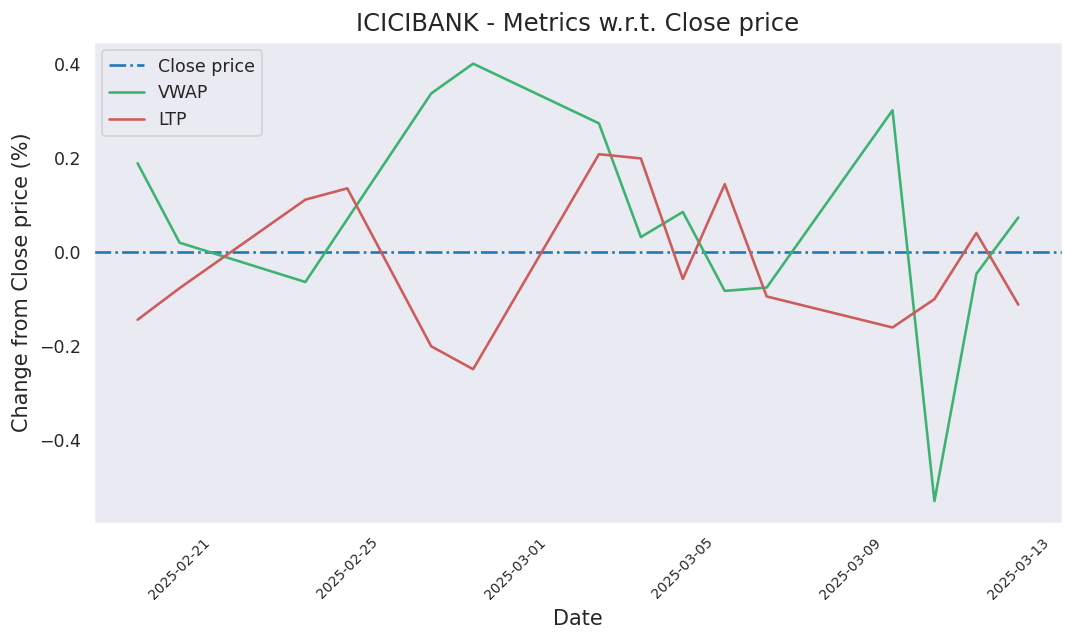 ICICIBANK - Metrics w.r.t. Close price
Close price
VWAP
LTP
Change from Close price (%)
0.4
0.2
0.0
−0.2
−0.4
2025-02-21
2025-02-25
2025-03-01
2025-03-05
2025-03-09
2025-03-13
Date